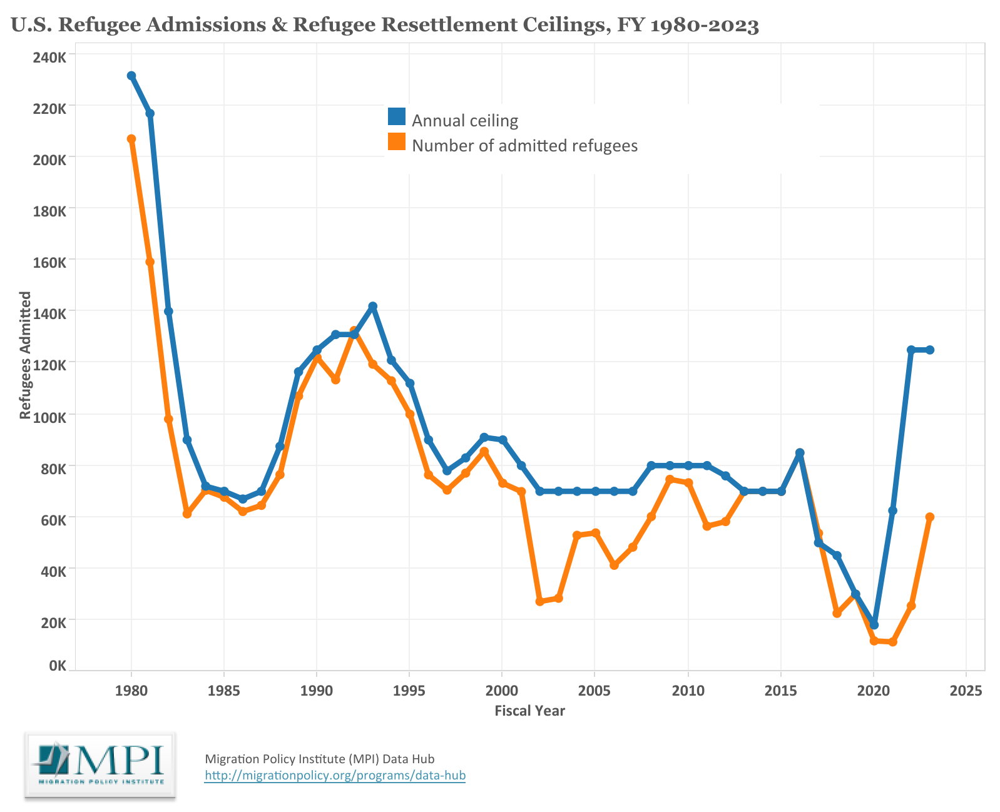 U.S. Refugee Admissions & Refugee Resettlement Ceilings, FY 1980-2023
240K
220K
200K
180K
160K
140K
120K
100K
80K
60K
40K
20K
0K
Refugees Admitted
Annual ceiling
Number of admitted refugees
1980 1985 1990 1995 2000 2005 2010 2015 2020 2025
Fiscal Year
MPI
MIGRATION POLICY INSTITUTE
Migration Policy Institute (MPI) Data Hub
http://migrationpolicy.org/programs/data-hub